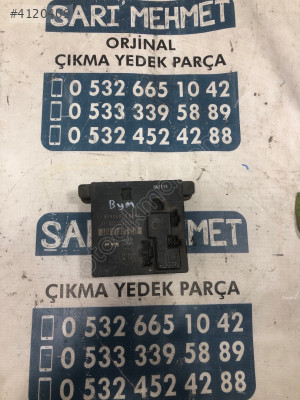 #4120
SARI MEHMET
ORJİNAL
ÇIKMA YEDEK PARÇA
0 532 665 10 42
0 533 339 58 89
0 532 452 42 88
Bym
SARI MEHMET
ÇIKMA YEDEK PARÇA
0 532 665 10 42
0 533 339 58 89
0 532 452 42 88